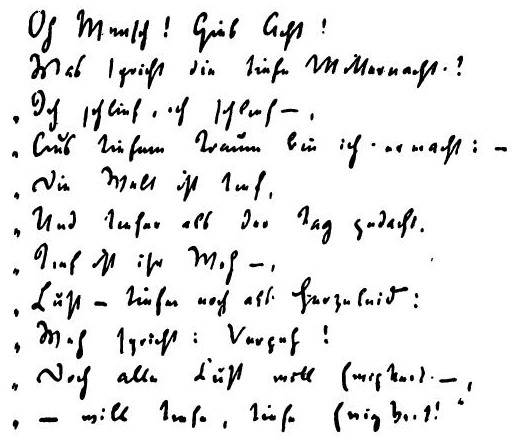 Oh Mensch! Gieb Acht!
Was spricht die tiefe Mitternacht?
„Ich schlief, ich schlief —,
„Aus tiefem Traum bin ich erwacht: —
„Die Welt ist tief,
„Und tiefer als der Tag gedacht.
„Tief ist ihr Weh —,
„Lust — tiefer noch als Herzeleid:
„Weh spricht: Vergeh!
„Doch alle Lust will Ewigkeit —,
„— will tiefe, tiefe Ewigkeit!“